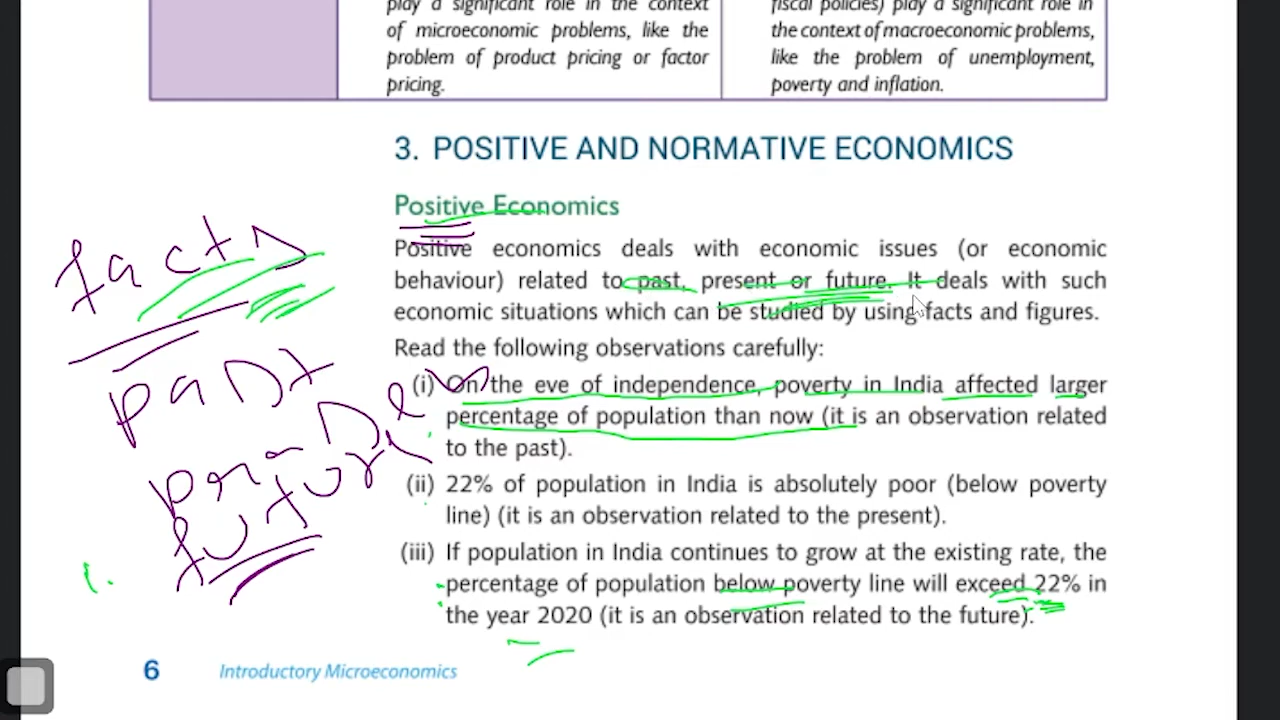 play a significant role in the context
of microeconomic problems, like the
problem of product pricing or factor
pricing.
fiscal policies) play a significant role in
the context of macroeconomic problems,
like the problem of unemployment,
poverty and inflation.
3. POSITIVE AND NORMATIVE ECONOMICS
Positive Economics
Positive economics deals with economic issues (or economic
behaviour) related to past, present or future. It deals with such
economic situations which can be studied by using facts and figures.
Read the following observations carefully:
(i) On the eve of independence, poverty in India affected larger
percentage of population than now (it is an observation related
to the past).
(ii) 22% of population in India is absolutely poor (below poverty
line) (it is an observation related to the present).
(iii) If population in India continues to grow at the existing rate, the
percentage of population below poverty line will exceed 22% in
the year 2020 (it is an observation related to the future).
facts
past
future
6 Introductory Microeconomics